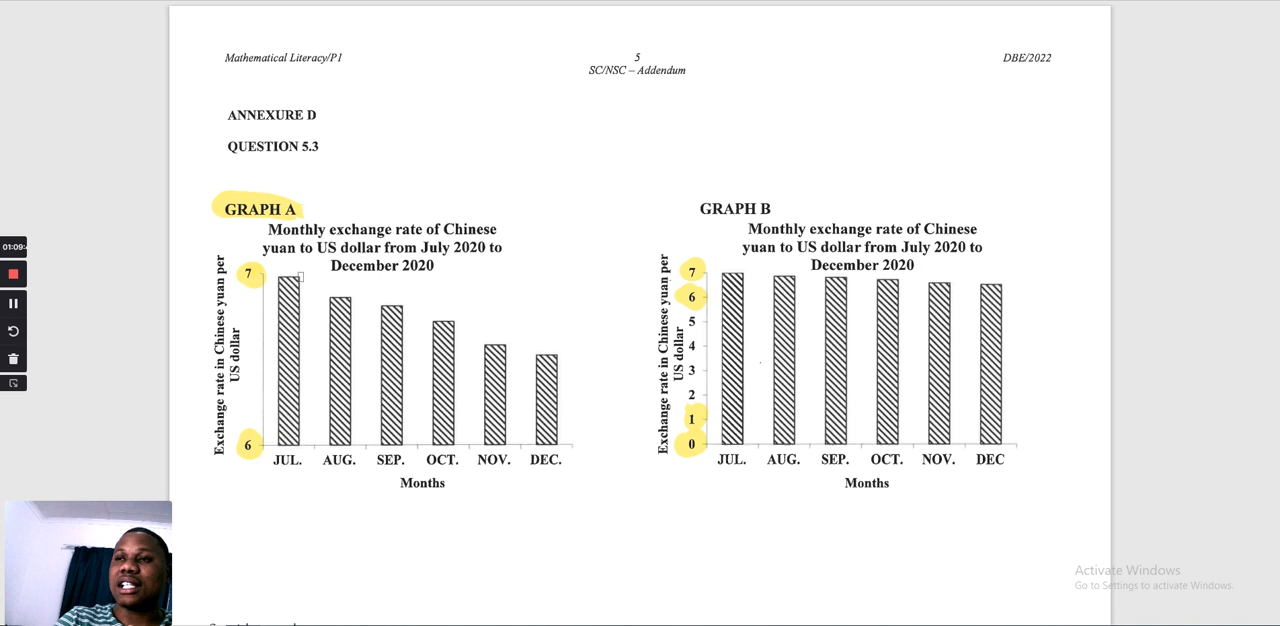 Mathematical Literacy/P1
5
DBE/2022
SC/NSC – Addendum
ANNEXURE D
QUESTION 5.3
GRAPH A
Monthly exchange rate of Chinese
yuan to US dollar from July 2020 to
December 2020
Exchange rate in Chinese yuan per
US dollar
7
6
JUL. AUG. SEP. OCT. NOV. DEC.
Months
GRAPH B
Monthly exchange rate of Chinese
yuan to US dollar from July 2020 to
December 2020
Exchange rate in Chinese yuan per
US dollar
7
6
5
4
3
2
1
0
JUL. AUG. SEP. OCT. NOV. DEC
Months
Activate Windows
Go to Settings to activate Windows.